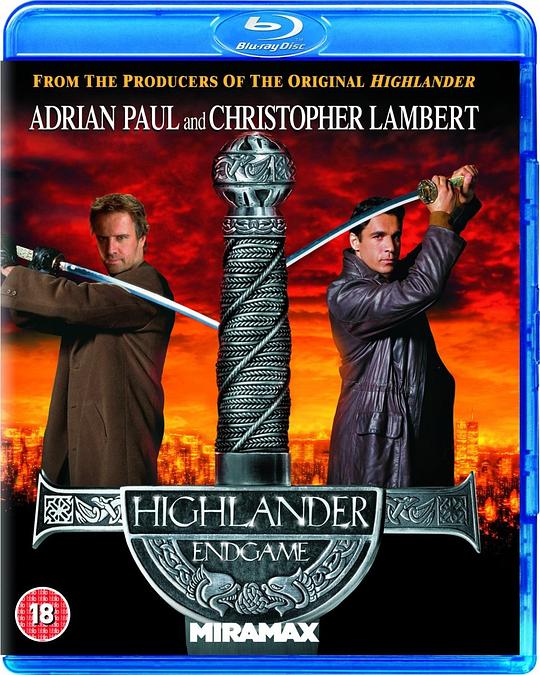 Blu-ray Disc
FROM THE PRODUCERS OF THE ORIGINAL HIGHLANDER
ADRIAN PAUL and CHRISTOPHER LAMBERT
HIGHLANDER
ENDGAME
18
MIRAMAX